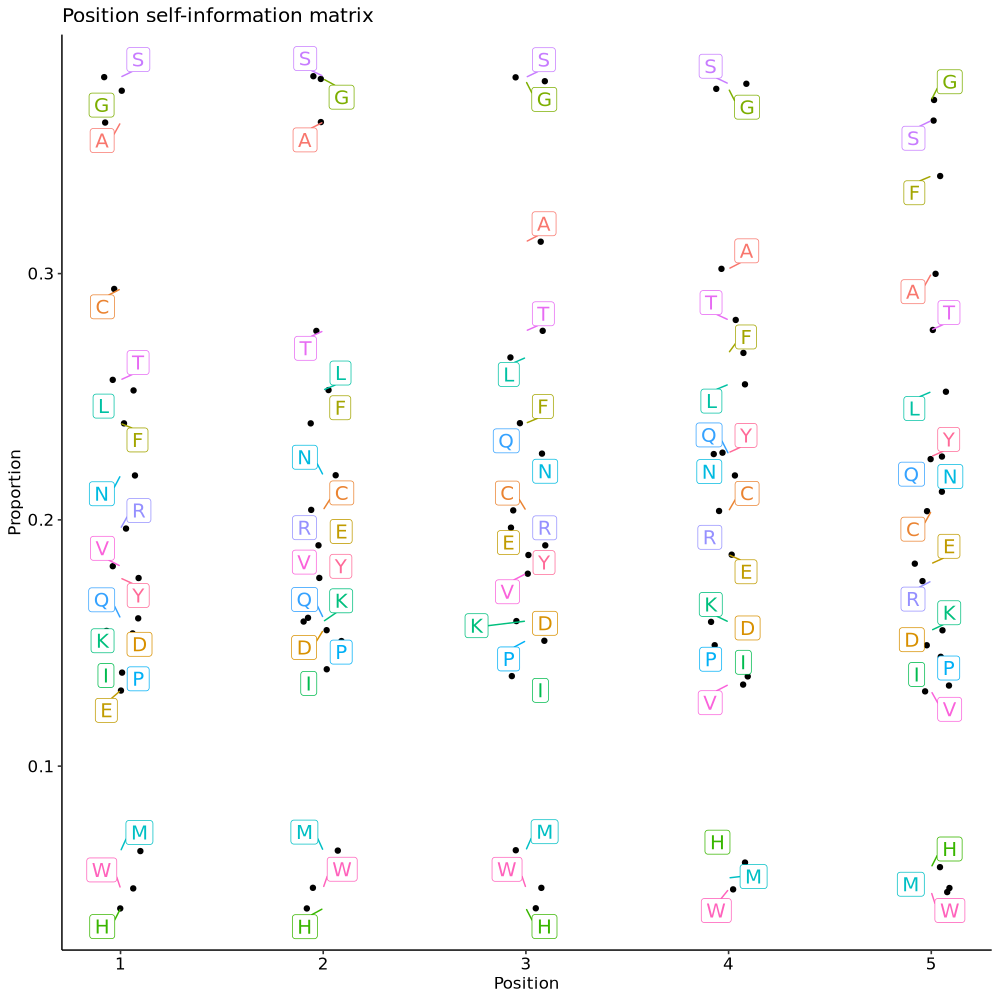 Position self-information matrix
S
S
S
S
G
G
G
G
G
S
A
A
F
A
A
A
C
T
T
T
T
F
T
L
L
L
L
L
F
F
F
Q
Q
Y
Y
N
N
N
Q
N
N
R
C
C
C
C
R
E
E
R
R
E
V
V
Y
Y
E
Y
V
R
Q
Q
K
K
K
K
K
D
D
D
D
D
P
P
P
I
I
P
P
I
I
I
E
V
V
M
M
M
H
H
W
W
W
M
M
H
H
H
W
W
Proportion
0.3
0.2
0.1
1
2
3
4
5
Position